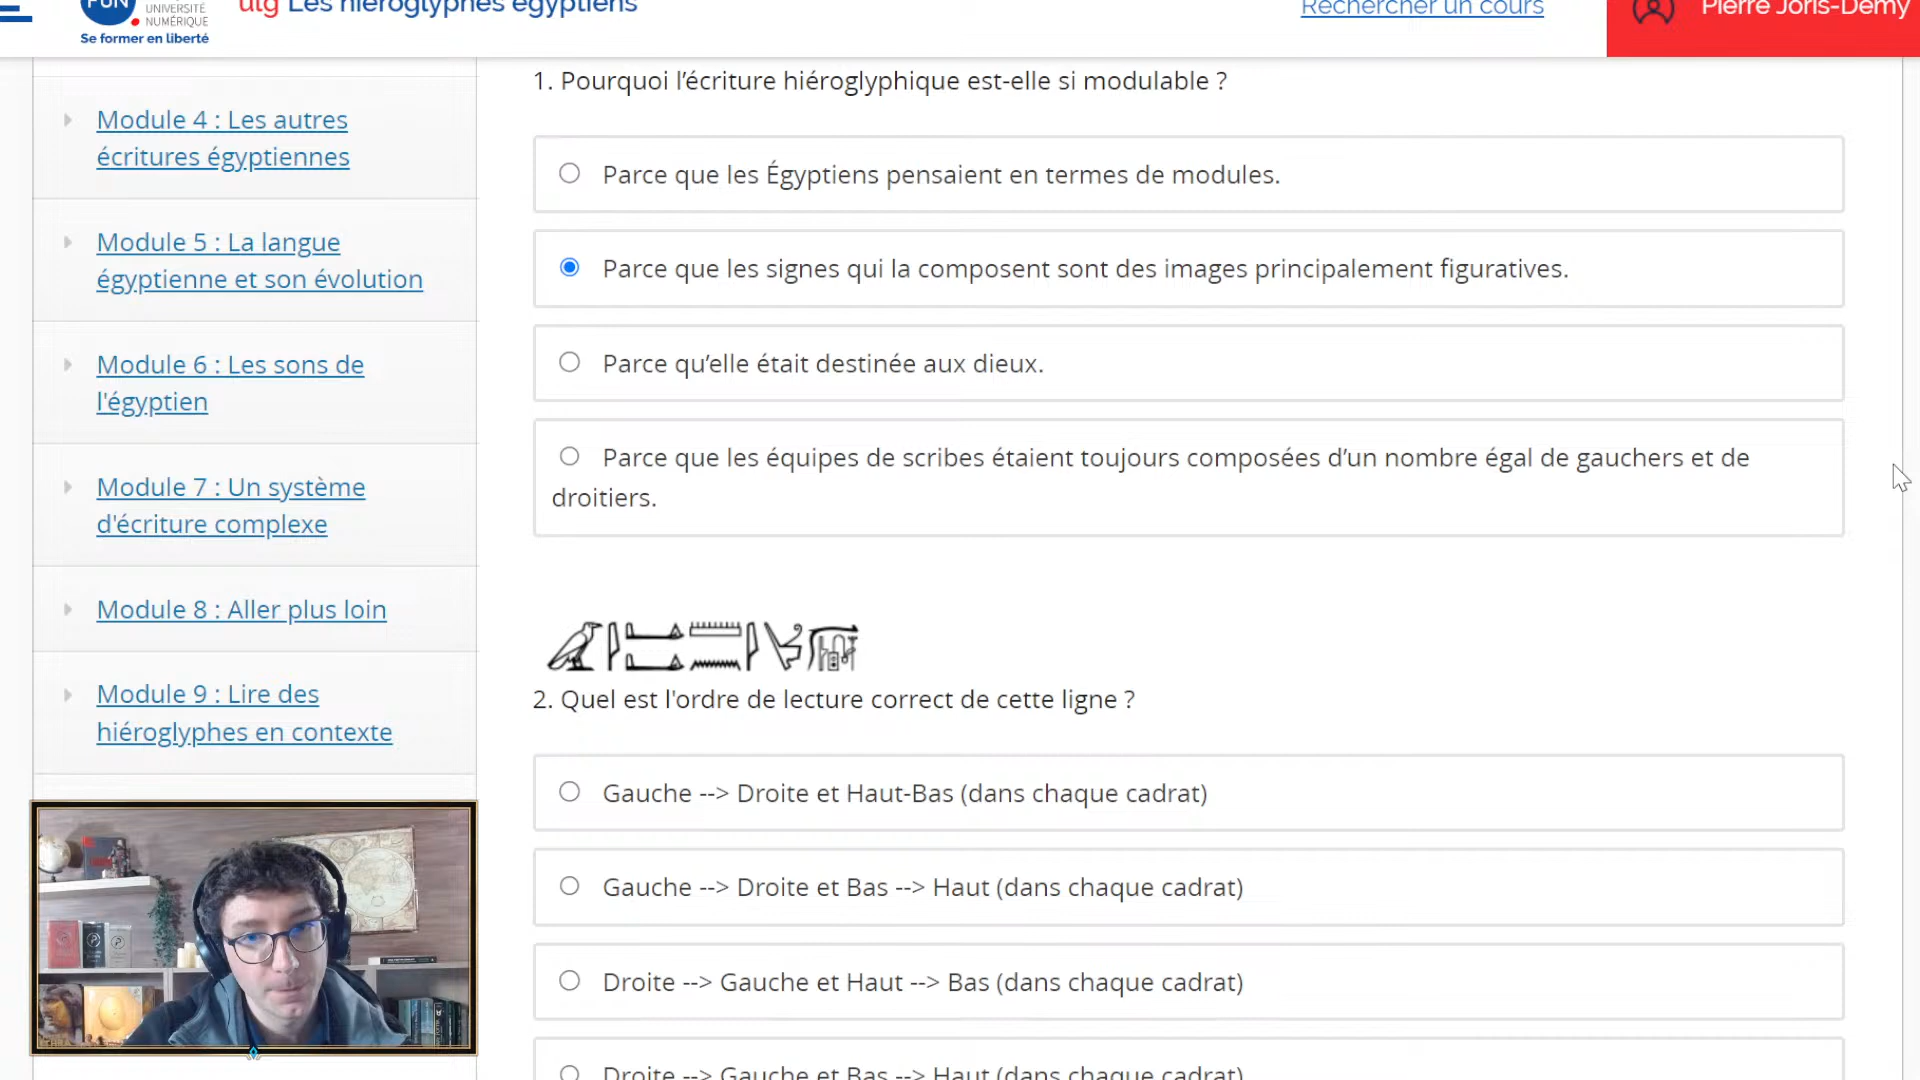 FUN
UNIVERSITÉ
NUMÉRIQUE
Se former en liberté
ulg Les hiéroglyphes égyptiens
Rechercher un cours
Pierre Joris-Demy
Module 4 : Les autres
écritures égyptiennes
Module 5 : La langue
égyptienne et son évolution
Module 6 : Les sons de
l'égyptien
Module 7 : Un système
d'écriture complexe
Module 8 : Aller plus loin
Module 9 : Lire des
hiéroglyphes en contexte
1. Pourquoi l’écriture hiéroglyphique est-elle si modulable ?
Parce que les Égyptiens pensaient en termes de modules.
Parce que les signes qui la composent sont des images principalement figuratives.
Parce qu’elle était destinée aux dieux.
Parce que les équipes de scribes étaient toujours composées d’un nombre égal de gauchers et de
droitiers.
2. Quel est l'ordre de lecture correct de cette ligne ?
Gauche --> Droite et Haut-Bas (dans chaque cadrat)
Gauche --> Droite et Bas --> Haut (dans chaque cadrat)
Droite --> Gauche et Haut --> Bas (dans chaque cadrat)
Droite --> Gauche et Bas --> Haut (dans chaque cadrat)